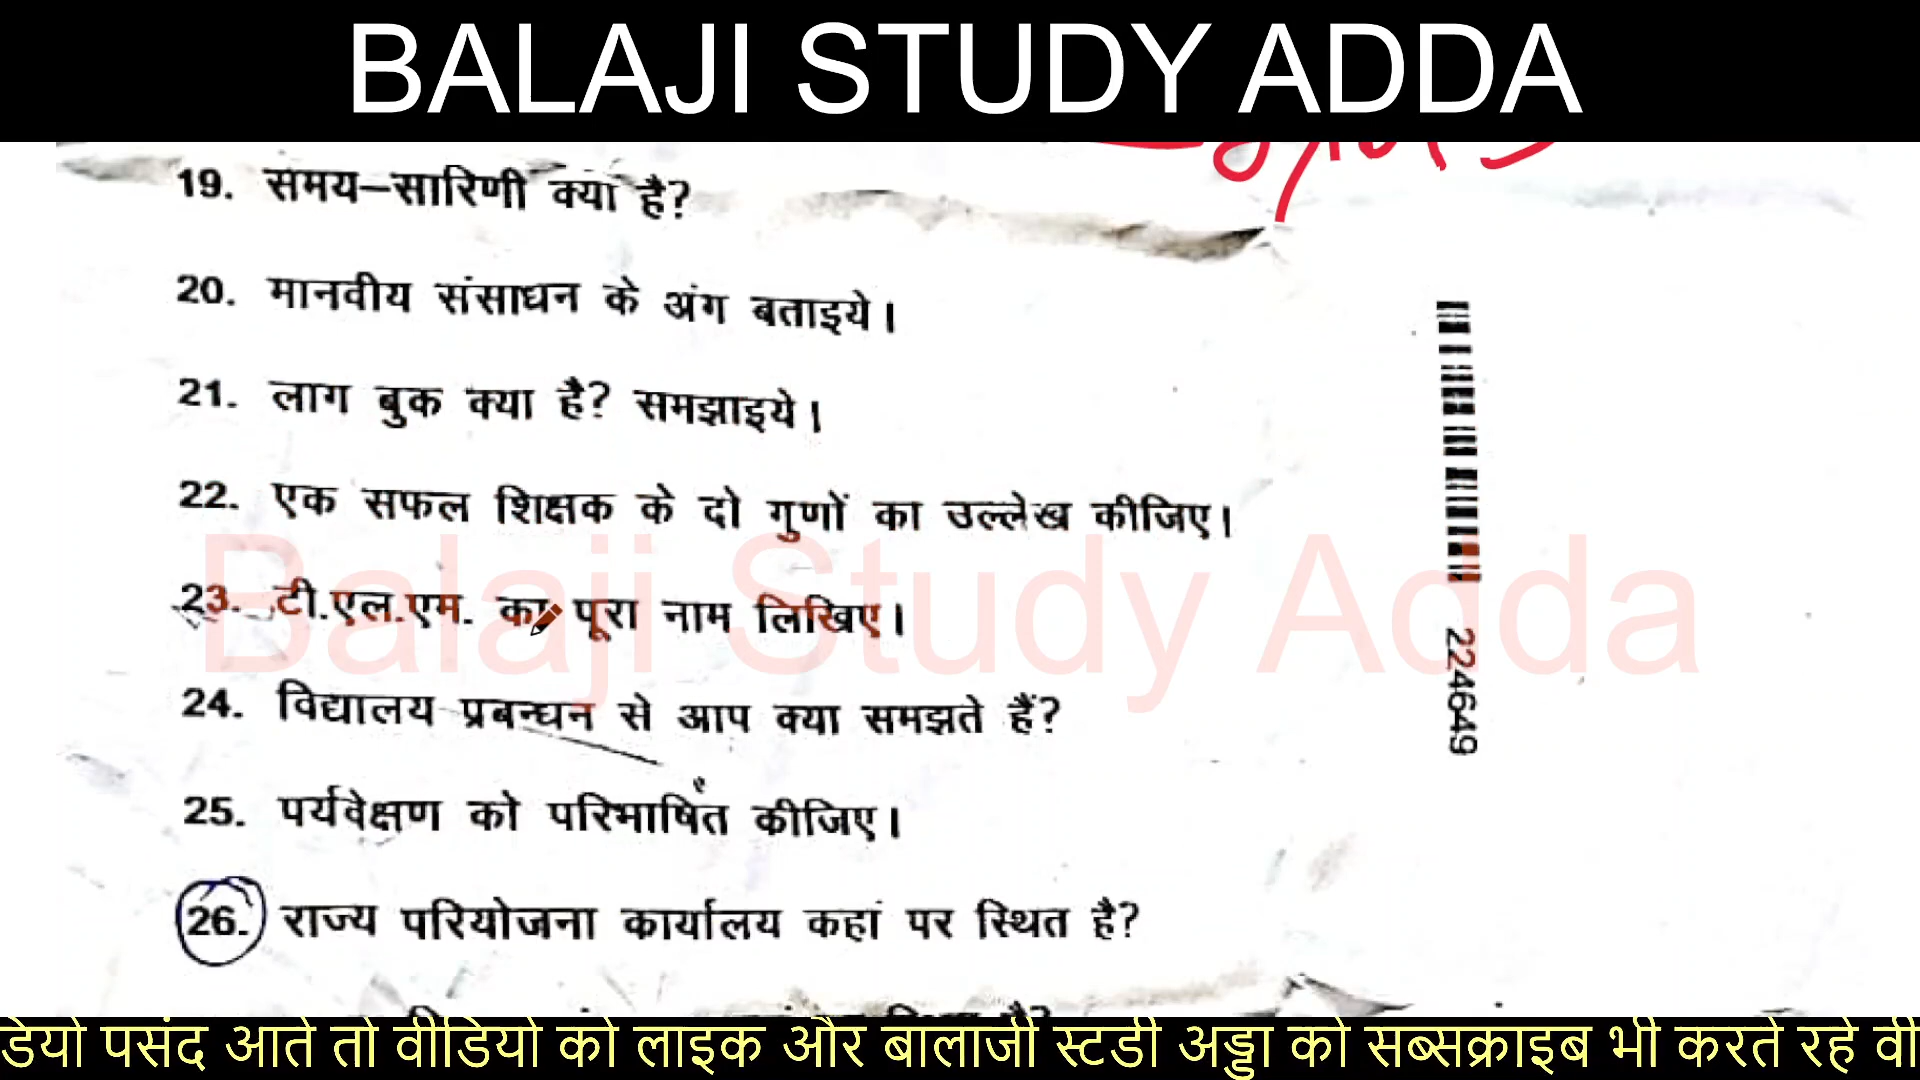 BALAJI STUDY ADDA
19. समय–सारिणी क्या है?
20. मानवीय संसाधन के अंग बताइये।
21. लाग बुक क्या है? समझाइये।
22. एक सफल शिक्षक के दो गुणों का उल्लेख कीजिए।
Balaji Study Adda
23. टी.एल.एम. का पूरा नाम लिखिए।
24. विद्यालय प्रबन्धन से आप क्या समझते हैं?
25. पर्यवेक्षण को परिभाषित कीजिए।
26. राज्य परियोजना कार्यालय कहां पर स्थित है?
224649
डियो पसंद आते तो वीडियो को लाइक और बालाजी स्टडी अड्डा को सब्सक्राइब भी करते रहे वी